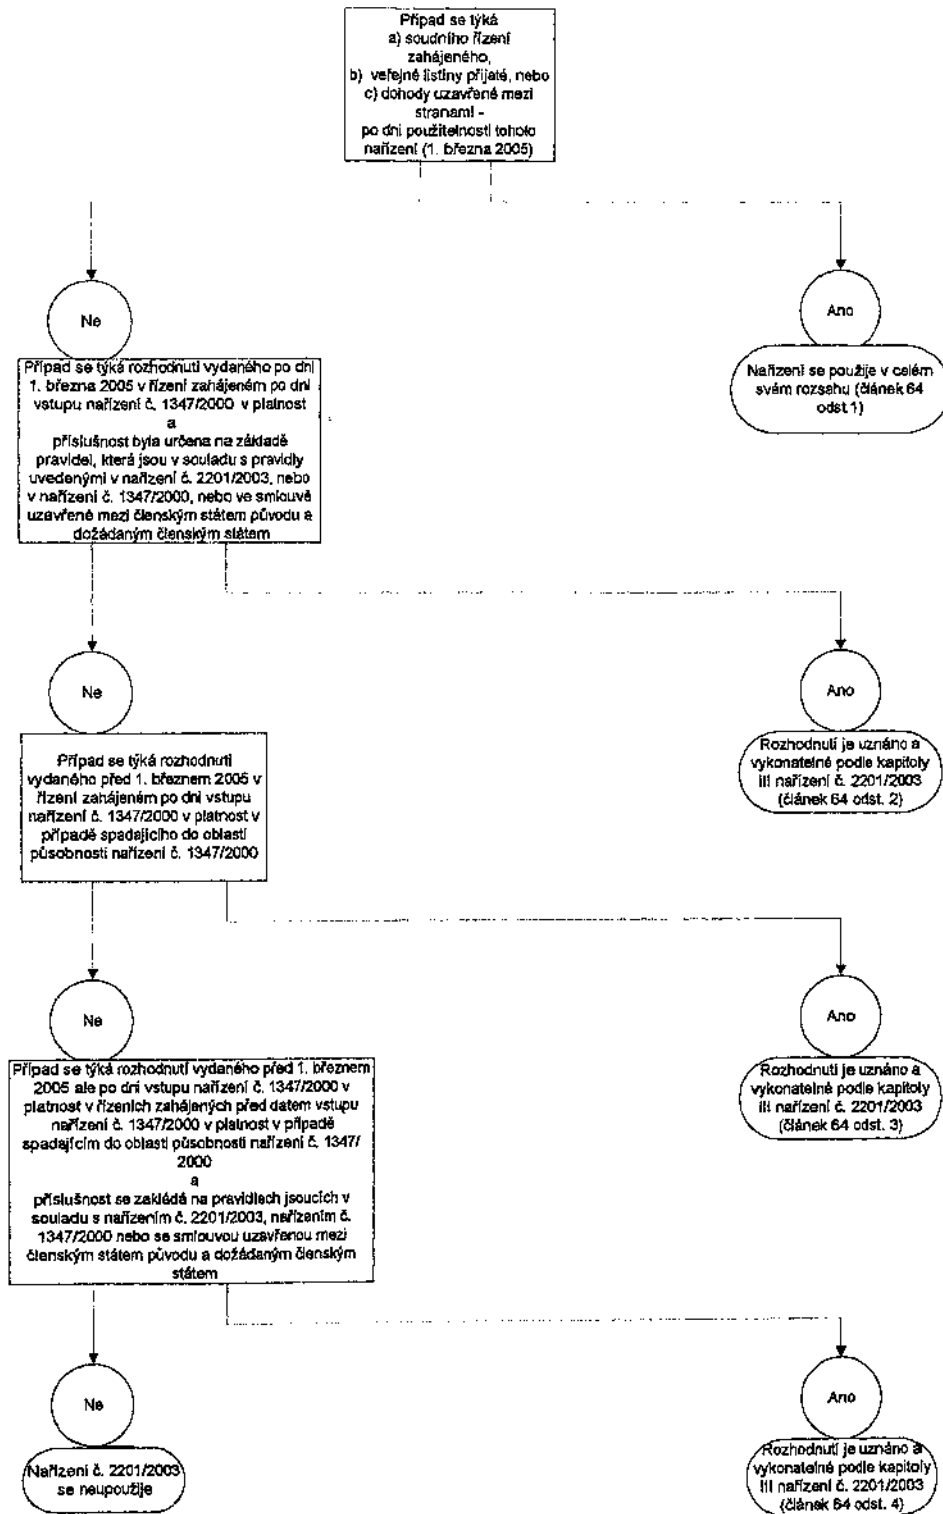 Případ se týká
a) soudního řízení
zahájeného,
b) veřejné listiny přijaté, nebo
c) dohody uzavřené mezi
stranami -
po dni použitelnosti tohoto
nařízení (1. března 2005)
Ne
Ano
Případ se týká rozhodnutí vydaného po dni
1. března 2005 v řízení zahájeném po dni
vstupu nařízení č. 1347/2000 v platnost
a
příslušnost byla určena na základě
pravidel, která jsou v souladu s pravidly
uvedenými v nařízení č. 2201/2003, nebo
v nařízení č. 1347/2000, nebo ve smlouvě
uzavřené mezi členským státem původu a
dožádaným členským státem
Nařízení se použije v celém
svém rozsahu (článek 64
odst.1)
Ne
Ano
Případ se týká rozhodnutí
vydaného před 1. březnem 2005 v
řízení zahájeném po dni vstupu
nařízení č. 1347/2000 v platnost v
případě spadajícího do oblasti
působnosti nařízení č. 1347/2000
Rozhodnutí je uznáno a
vykonatelné podle kapitoly
III nařízení č. 2201/2003
(článek 64 odst. 2)
Ne
Ano
Případ se týká rozhodnutí vydaného před 1. březnem
2005 ale po dni vstupu nařízení č. 1347/2000 v
platnost v řízeních zahájených před datem vstupu
nařízení č. 1347/2000 v platnost v případě
spadajícím do oblasti působnosti nařízení č. 1347/
2000
a
příslušnost se zakládá na pravidlech jsoucích v
souladu s nařízením č. 2201/2003, nařízením č.
1347/2000 nebo se smlouvou uzavřenou mezi
členským státem původu a dožádaným členským
státem
Rozhodnutí je uznáno a
vykonatelné podle kapitoly
III nařízení č. 2201/2003
(článek 64 odst. 3)
Ne
Ano
Nařízení č. 2201/2003
se neupoužije
Rozhodnutí je uznáno a
vykonatelné podle kapitoly
III nařízení č. 2201/2003
(článek 64 odst. 4)